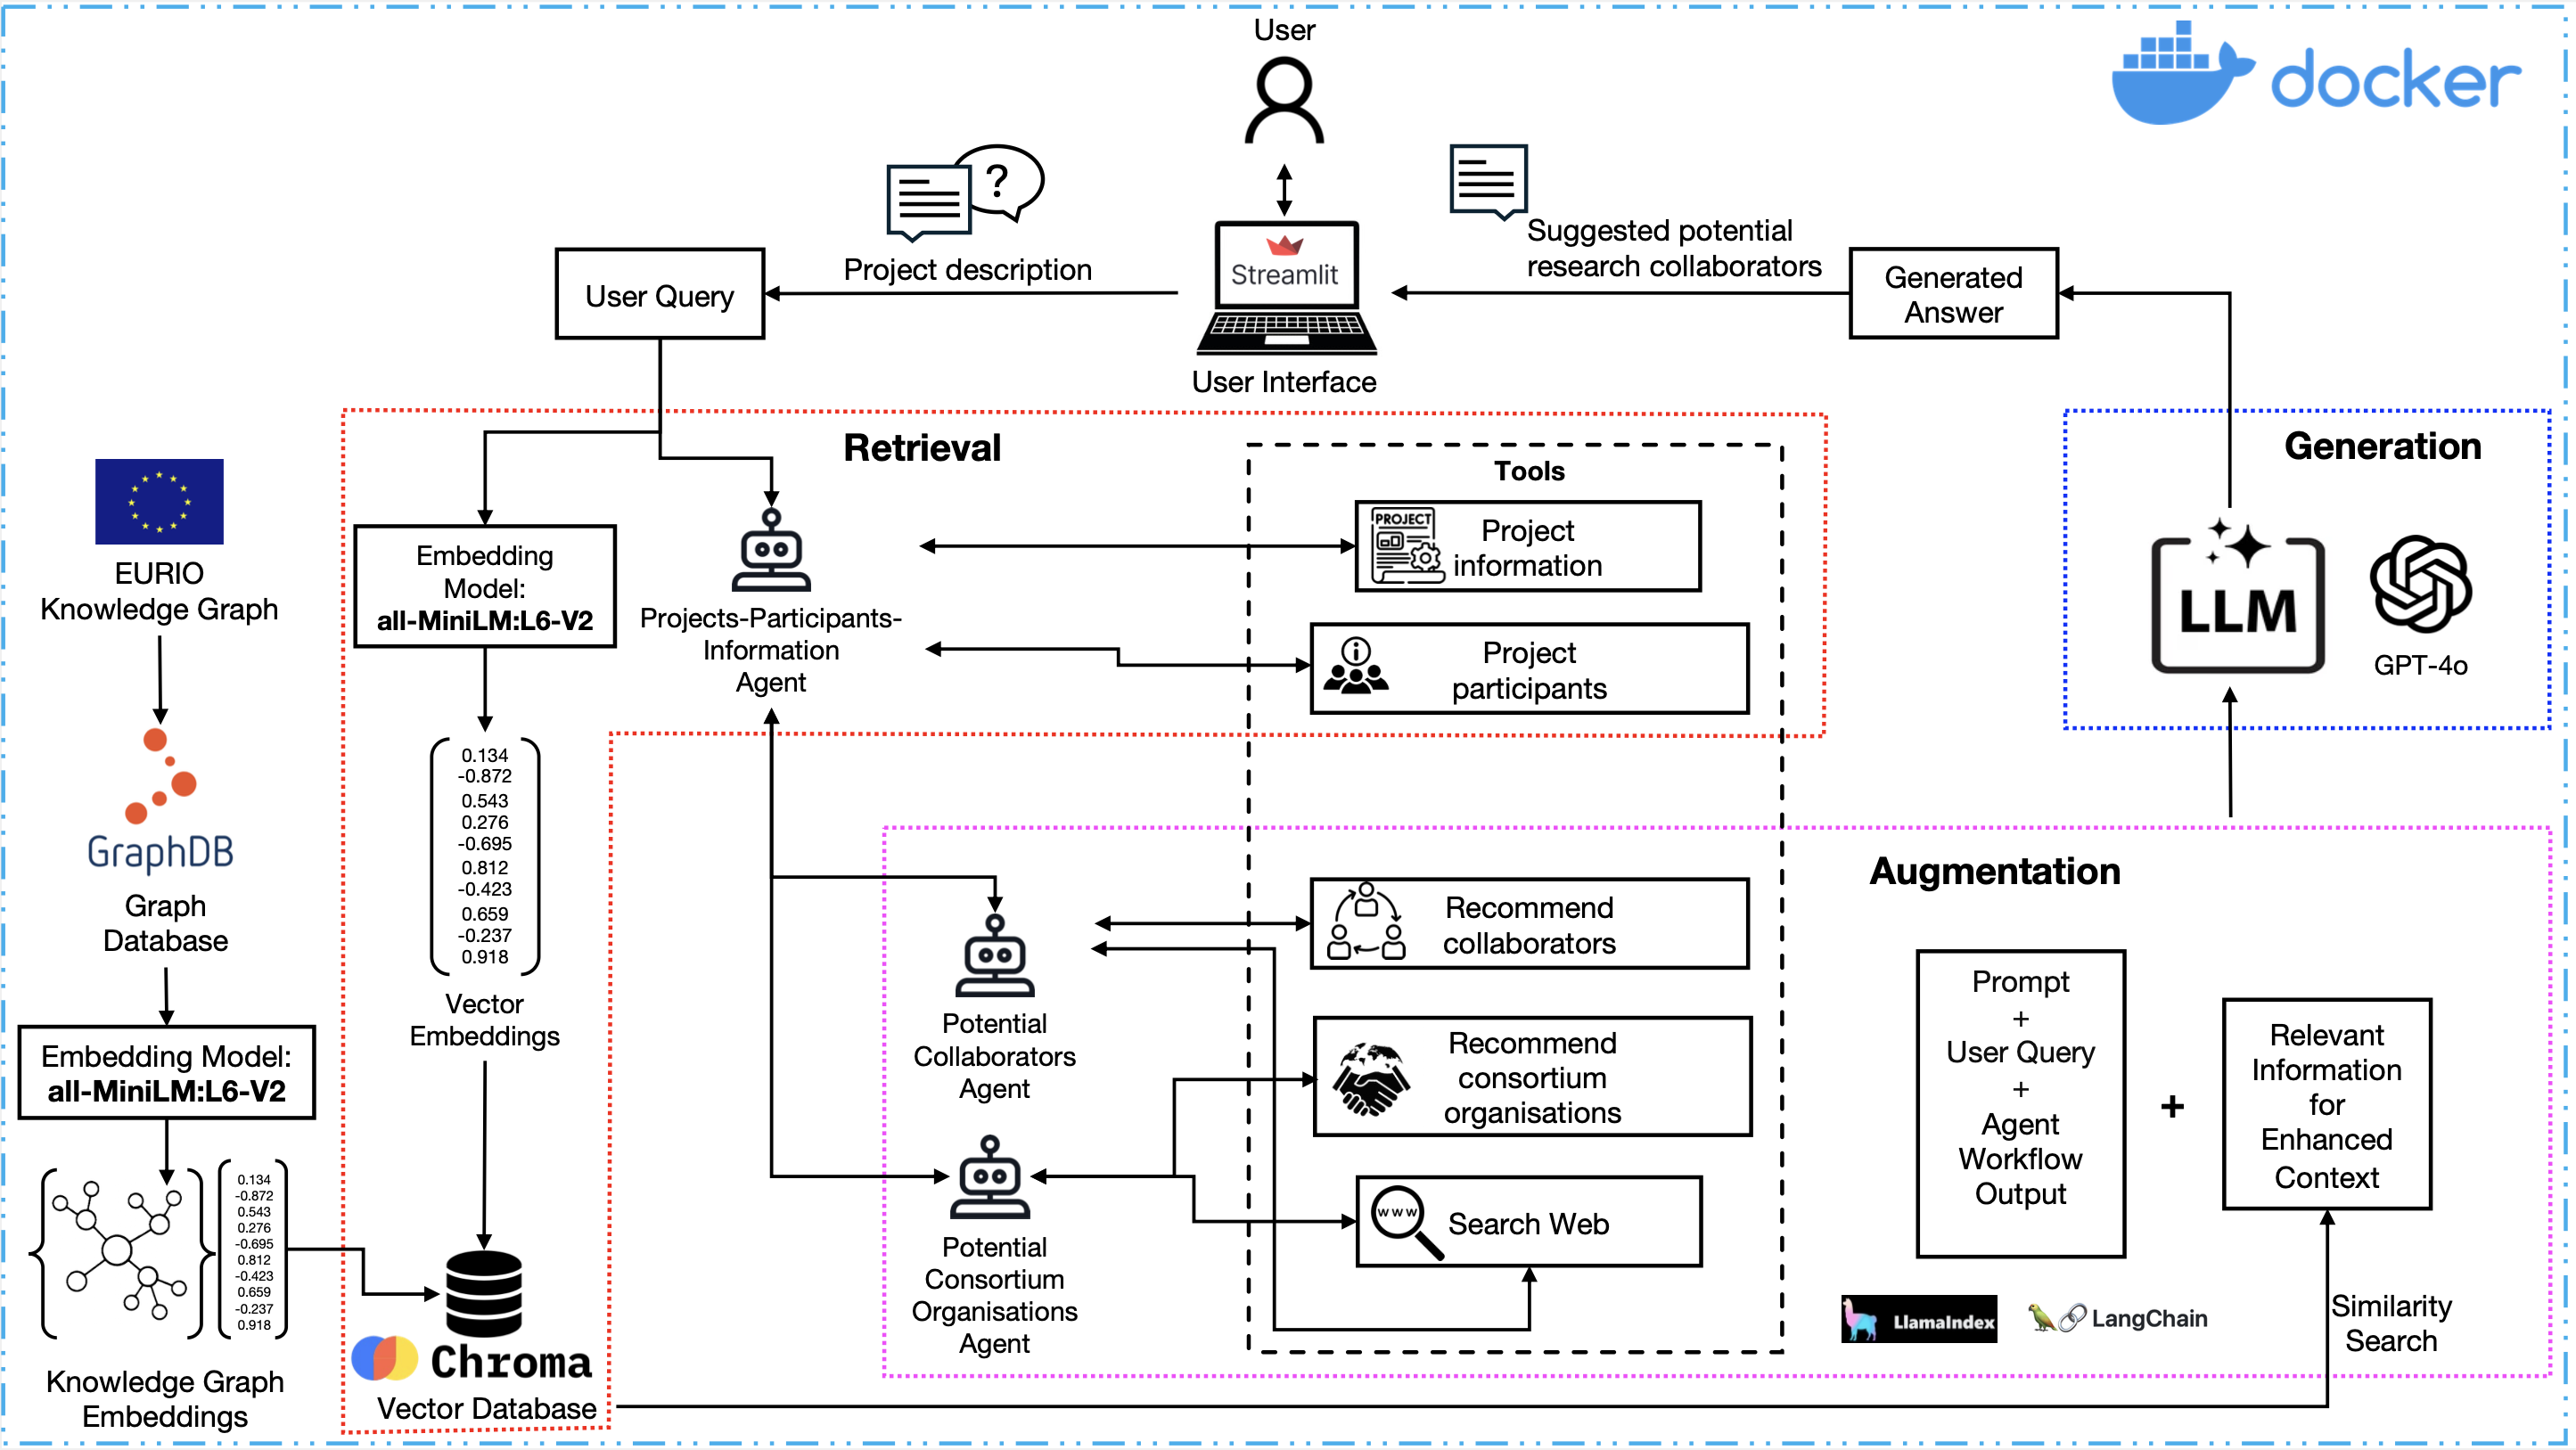 User
docker
?
Project description
User Query
Streamlit
User Interface
Suggested potential
research collaborators
Generated
Answer
Retrieval
Generation
EURIO
Knowledge Graph
GraphDB
Graph
Database
Embedding Model:
all-MiniLM:L6-V2
0.134
-0.872
0.543
0.276
-0.695
0.812
-0.423
0.659
-0.237
0.918
Knowledge Graph
Embeddings
Embedding
Model:
all-MiniLM:L6-V2
0.134
-0.872
0.543
0.276
-0.695
0.812
-0.423
0.659
-0.237
0.918
Vector
Embeddings
Chroma
Vector Database
Projects-Participants-
Information
Agent
Tools
PROJECT
Project
information
i
Project
participants
LLM
GPT-4o
Augmentation
Potential
Collaborators
Agent
Recommend
collaborators
Recommend
consortium
organisations
Potential
Consortium
Organisations
Agent
www
Search Web
Prompt
+
User Query
+
Agent
Workflow
Output
+
Relevant
Information
for
Enhanced
Context
LlamaIndex
LangChain
Similarity
Search